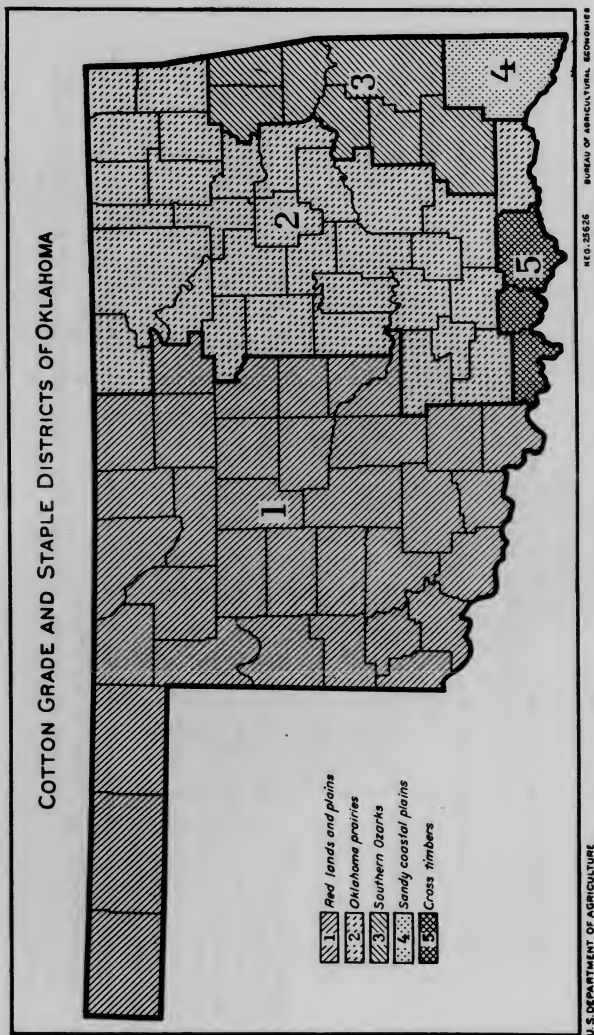 COTTON GRADE AND STAPLE DISTRICTS OF OKLAHOMA
1
2
3
4
5
1 Red lands and plains
2 Oklahoma prairies
3 Southern Ozarks
4 Sandy coastal plains
5 Cross timbers
U.S. DEPARTMENT OF AGRICULTURE
NEG. 25626 BUREAU OF AGRICULTURAL ECONOMICS